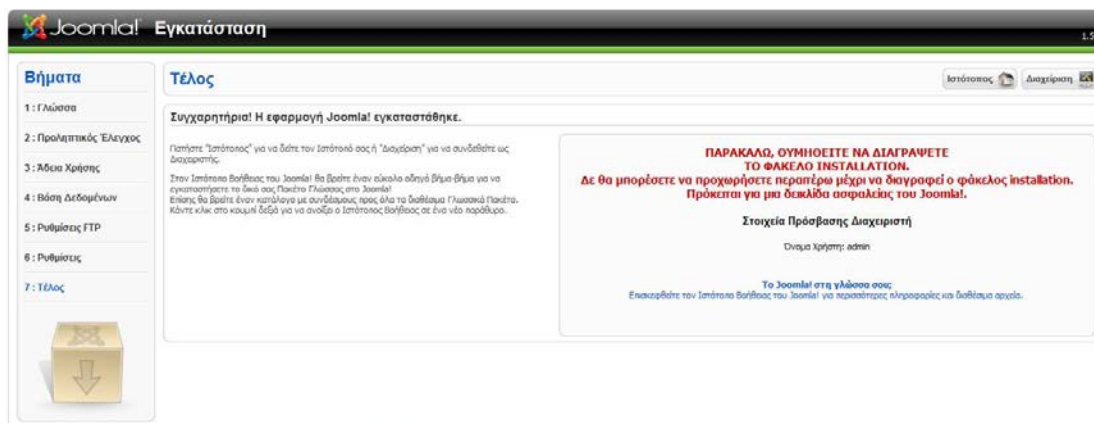 Joomla! Εγκατάσταση
1.5
Βήματα
1 : Γλώσσα
2 : Προληπτικός Έλεγχος
3 : Άδεια Χρήσης
4 : Βάση Δεδομένων
5 : Ρυθμίσεις FTP
6 : Ρυθμίσεις
7 : Τέλος
Τέλος
Ιστότοπος Διαχείριση
Συγχαρητήρια! Η εφαρμογή Joomla! εγκαταστάθηκε.
Πατήστε "Ιστότοπος" για να δείτε τον Ιστότοπό σας ή "Διαχείριση" για να συνδεθείτε ως
Διαχειριστής.
Στον Ιστότοπο Βοήθειας του Joomla! θα βρείτε έναν εύκολο οδηγό βήμα-βήμα για να
εγκαταστήσετε το δικό σας Πακέτο Γλώσσας στο Joomla!
Επίσης θα βρείτε έναν κατάλογο με συνδέσμους προς όλα τα διαθέσιμα Γλωσσικά Πακέτα.
Κάντε κλικ στο κουμπί δεξιά για να ανοίξει ο Ιστότοπος Βοήθειας σε ένα νέο παράθυρο.
ΠΑΡΑΚΑΛΩ, ΘΥΜΗΘΕΙΤΕ ΝΑ ΔΙΑΓΡΑΨΕΤΕ
ΤΟ ΦΑΚΕΛΟ INSTALLATION.
Δε θα μπορέσετε να προχωρήσετε περαιτέρω μέχρι να διαγραφεί ο φάκελος installation.
Πρόκειται για μια δεικλίδα ασφαλείας του Joomla!.
Στοιχεία Πρόσβασης Διαχειριστή
Όνομα Χρήστη: admin
Το Joomla! στη γλώσσα σου;
Επισκεφθείτε τον Ιστότοπο Βοήθειας του Joomla! για περισσότερες πληροφορίες και διαθέσιμα αρχεία.